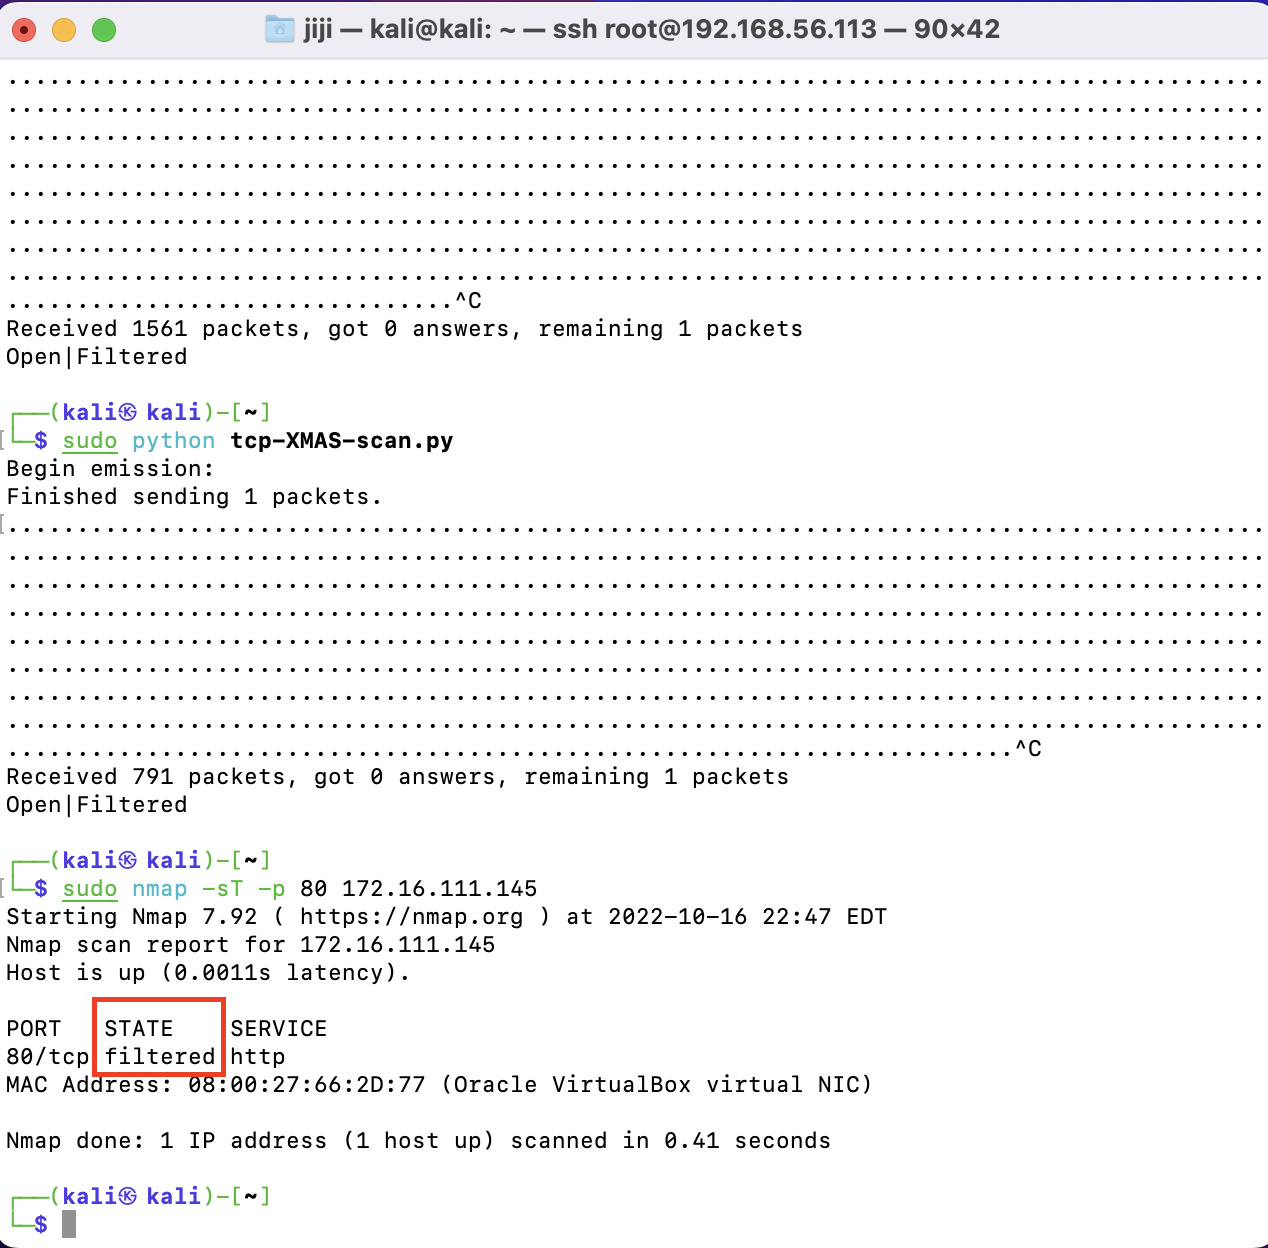 jiji — kali@kali: ~ — ssh root@192.168.56.113 — 90×42
..........................................................................................
..........................................................................................
..........................................................................................
..........................................................................................
..........................................................................................
..........................................................................................
..........................................................................................
..........................................................................................
................................^C
Received 1561 packets, got 0 answers, remaining 1 packets
Open|Filtered
┌──(kali㉿kali)-[~]
└─$ sudo python tcp-XMAS-scan.py
Begin emission:
Finished sending 1 packets.
..........................................................................................
..........................................................................................
..........................................................................................
..........................................................................................
..........................................................................................
..........................................................................................
..........................................................................................
..........................................................................................
........................................................................^C
Received 791 packets, got 0 answers, remaining 1 packets
Open|Filtered
┌──(kali㉿kali)-[~]
└─$ sudo nmap -sT -p 80 172.16.111.145
Starting Nmap 7.92 ( https://nmap.org ) at 2022-10-16 22:47 EDT
Nmap scan report for 172.16.111.145
Host is up (0.0011s latency).
PORT   STATE    SERVICE
80/tcp filtered http
MAC Address: 08:00:27:66:2D:77 (Oracle VirtualBox virtual NIC)
Nmap done: 1 IP address (1 host up) scanned in 0.41 seconds
┌──(kali㉿kali)-[~]
└─$